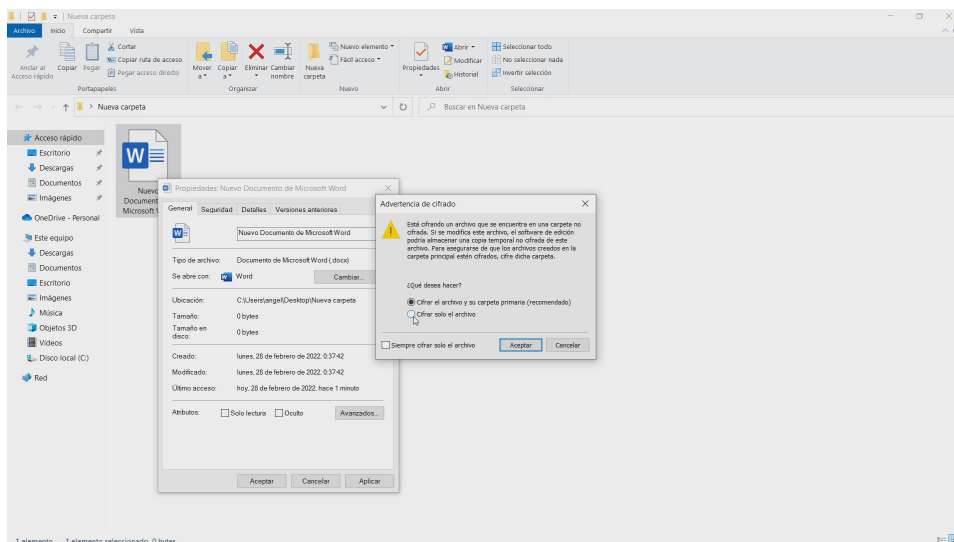 Nueva carpeta
Archivo Inicio Compartir Vista
Anclar al Acceso rápido
Copiar
Pegar
Cortar
Copiar ruta de acceso
Pegar acceso directo
Portapapeles
Mover a
Copiar a
Eliminar
Cambiar nombre
Organizar
Nueva carpeta
Nuevo elemento
Fácil acceso
Nuevo
Propiedades
Abrir
Modificar
Historial
Abrir
Seleccionar todo
No seleccionar nada
Invertir selección
Seleccionar
Nueva carpeta
Buscar en Nueva carpeta
Acceso rápido
Escritorio
Descargas
Documentos
Imágenes
OneDrive - Personal
Este equipo
Descargas
Documentos
Escritorio
Imágenes
Música
Objetos 3D
Vídeos
Disco local (C:)
Red
W
Microsoft
Propiedades: Nuevo Documento de Microsoft Word
General Seguridad Detalles Versiones anteriores
Nuevo Documento de Microsoft Word
Tipo de archivo: Documento de Microsoft Word (.docx)
Se abre con: Word Cambiar...
Ubicación: C:\Users\angel\Desktop\Nueva carpeta
Tamaño: 0 bytes
Tamaño en disco: 0 bytes
Creado: lunes, 28 de febrero de 2022, 0:37:42
Modificado: lunes, 28 de febrero de 2022, 0:37:42
Último acceso: hoy, 28 de febrero de 2022, hace 1 minuto
Atributos: Solo lectura Oculto Avanzados...
Aceptar Cancelar Aplicar
Advertencia de cifrado
Está cifrando un archivo que se encuentra en una carpeta no
cifrada. Si se modifica este archivo, el software de edición
podría almacenar una copia temporal no cifrada de este
archivo. Para asegurarse de que los archivos creados en la
carpeta principal estén cifrados, cifre dicha carpeta.
¿Qué desea hacer?
Cifrar el archivo y su carpeta primaria (recomendado)
Cifrar solo el archivo
Siempre cifrar solo el archivo Aceptar Cancelar
1 elemento 1 elemento seleccionado 0 bytes